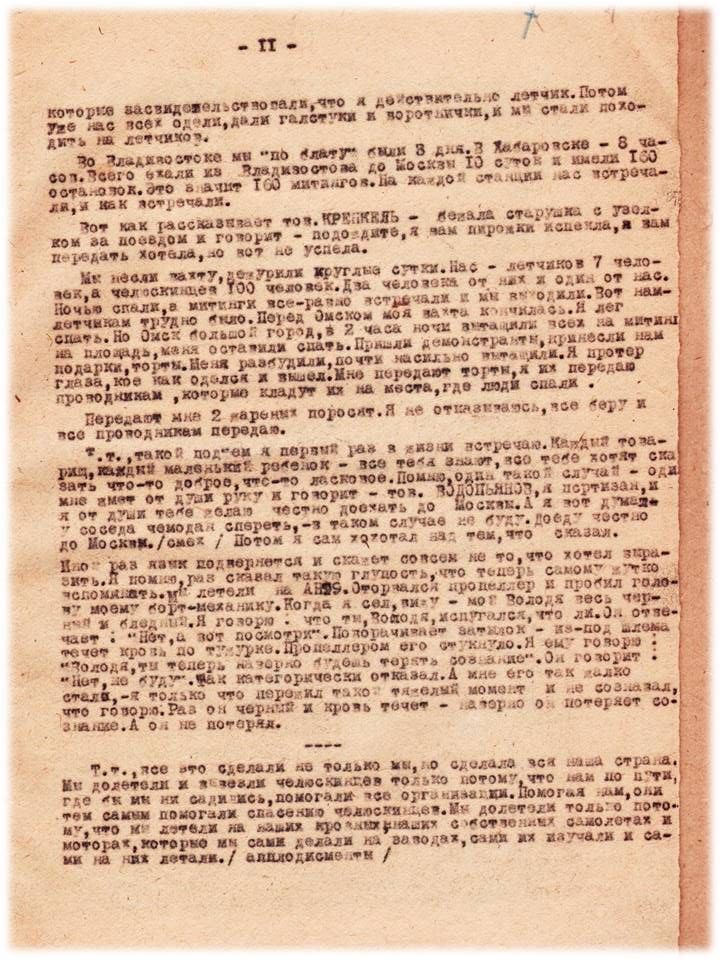 - II -
которые засвидельствовали,что я действительно летчик.Потом
уже нас всех одели,дали галстуки и воротнички,и мы стали похо-
дить на летчиков.
Во Владивостоке мы "по блату" были 3 дня.В Хабаровске - 8 ча-
сов.Всего ехали из Владивостова до Москвы 10 суток и имели 160
остановок.Это значит 160 митингов.На каждой станции нас встреча-
ли,и как встречали.
Вот как рассказывает тов.КРЕНКЕЛЬ - бежала старушка с узел-
ком за поездом и говорит - подождите,я вам пирожки испекла,я вам
передать хотела,но вот не успела.
Мы несли вахту,дежурили круглые сутки.Нас - летчиков 7 чело-
век,а челюскинцев 100 человек.Два человека от них и один от нас.
Ночью спали,а митинги все-равно встречали и мы выходили.Вот нам-
летчикам трудно было.Перед Омском моя вахта кончилась.Я лег
спать.Но Омск большой город,в 2 часа ночи вытащили всех на митинг
на площадь,меня оставили спать.Пришли демонстранты,принесли нам
подарки,торты.Меня разбудили,почти насильно вытащили.Я протер
глаза,кое как оделся и вышел.Мне передают торты,я их передаю
проводникам ,которые кладут их на места,где люди спали .
Передают мне 2 жареных поросят.Я не отказываюсь,все беру и
все проводникам передаю.
Т.т.,такой под"ем я первый раз в жизни встречаю.Каждый това-
рищ,каждый маленький ребенок - все тебя знают,все тебе хотят ска
зать что-то доброе,что-то ласковое.Помню,один такой случай - оди
мне жмет от души руку и говорит - тов. ВОДОПЬЯНОВ,я партизан,и
я от души тебе желаю честно доехать до Москвы.А я вот думал-
у соседа чемодан спереть,-в таком случае не буду.Доеду честно
до Москвы./смех / Потом я сам хохотал над тем,что сказал.
Иной раз язык подвернется и скажет совсем не то,что хотел выра-
зить.Я помню,раз сказал такую глупость,что теперь самому жутко
вспоминать.мы летели на Оторвался пропеллер и пробил голо-
ву моему борт-механику.Когда я сел,вижу - мой Володя весь чер-
ный и бледный.Я говорю : что ты,Володя,испугался,что ли.Он отве-
чает : "Нет,а вот посмотри".Поворачивает затылок - из-под шлема
течет кровь по тужурке.Пропеллером его стукнуло.Я ему говорю :
"Володя,ты теперь наверно будешь терять сознание".Он говорит :
"Нет,не буду".Так категорически отказал.А мне его так жалко
стало,-я только что пережил такой тяжелый момент и не сознавал,
что говорю.Раз он черный и кровь течет - наверно он потеряет со-
знание.А он не потерял.
----
Т.т.,все это сделали не только мы,но сделала вся наша страна.
Мы долетели и вывезли челюскинцев только потому,что нам по пути,
где бы мы ни садились,помогали все организации.Помогая нам,они
тем самым помогали спасению челюскинцев.Мы долетели только пото-
му,что мы летели на наших кровных,наших собственных самолетах и
моторах,которые мы сами делали на заводах,сами их изучали и са-
ми на них летали./ апплодисменты /